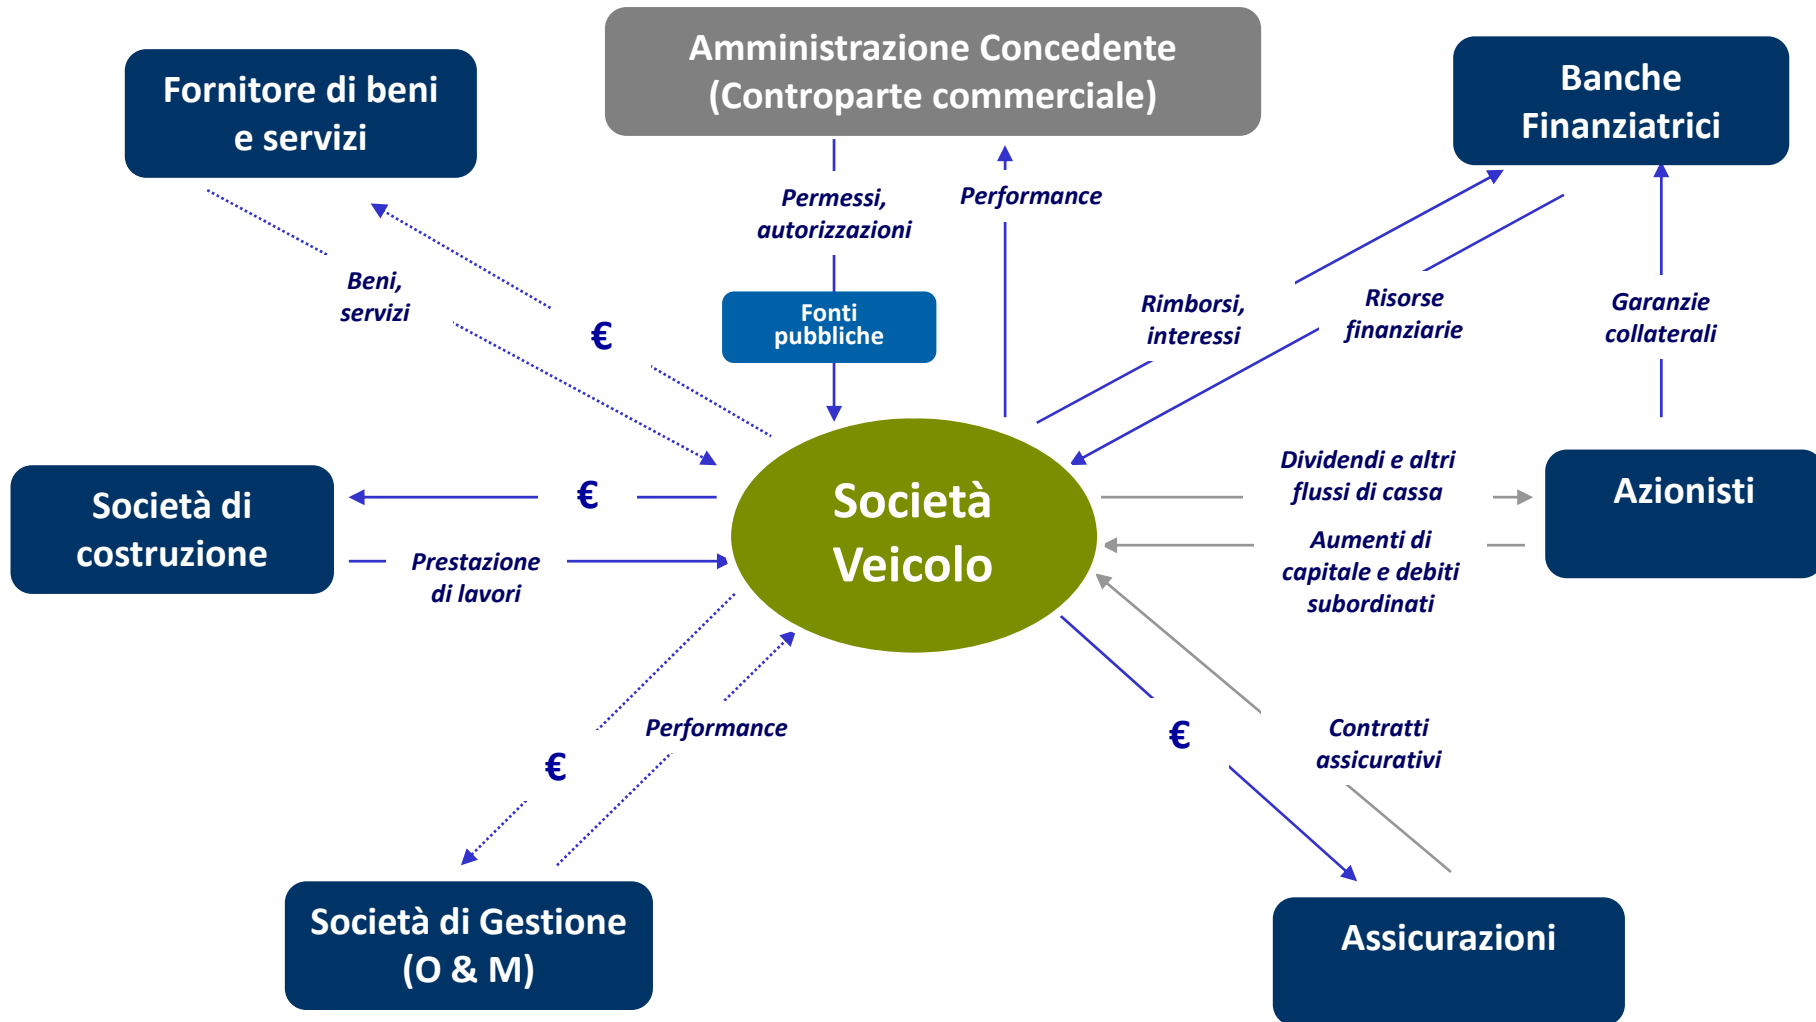 Amministrazione Concedente
(Controparte commerciale)
Fornitore di beni
e servizi
Banche
Finanziatrici
Permessi,
autorizzazioni
Performance
Beni,
servizi
€
Fonti
pubbliche
Rimborsi,
interessi
Risorse
finanziarie
Garanzie
collaterali
Società di
costruzione
€
Prestazione
di lavori
Società
Veicolo
Dividendi e altri
flussi di cassa
Aumenti di
capitale e debiti
subordinati
Azionisti
€
Performance
€
Contratti
assicurativi
Società di Gestione
(O & M)
Assicurazioni